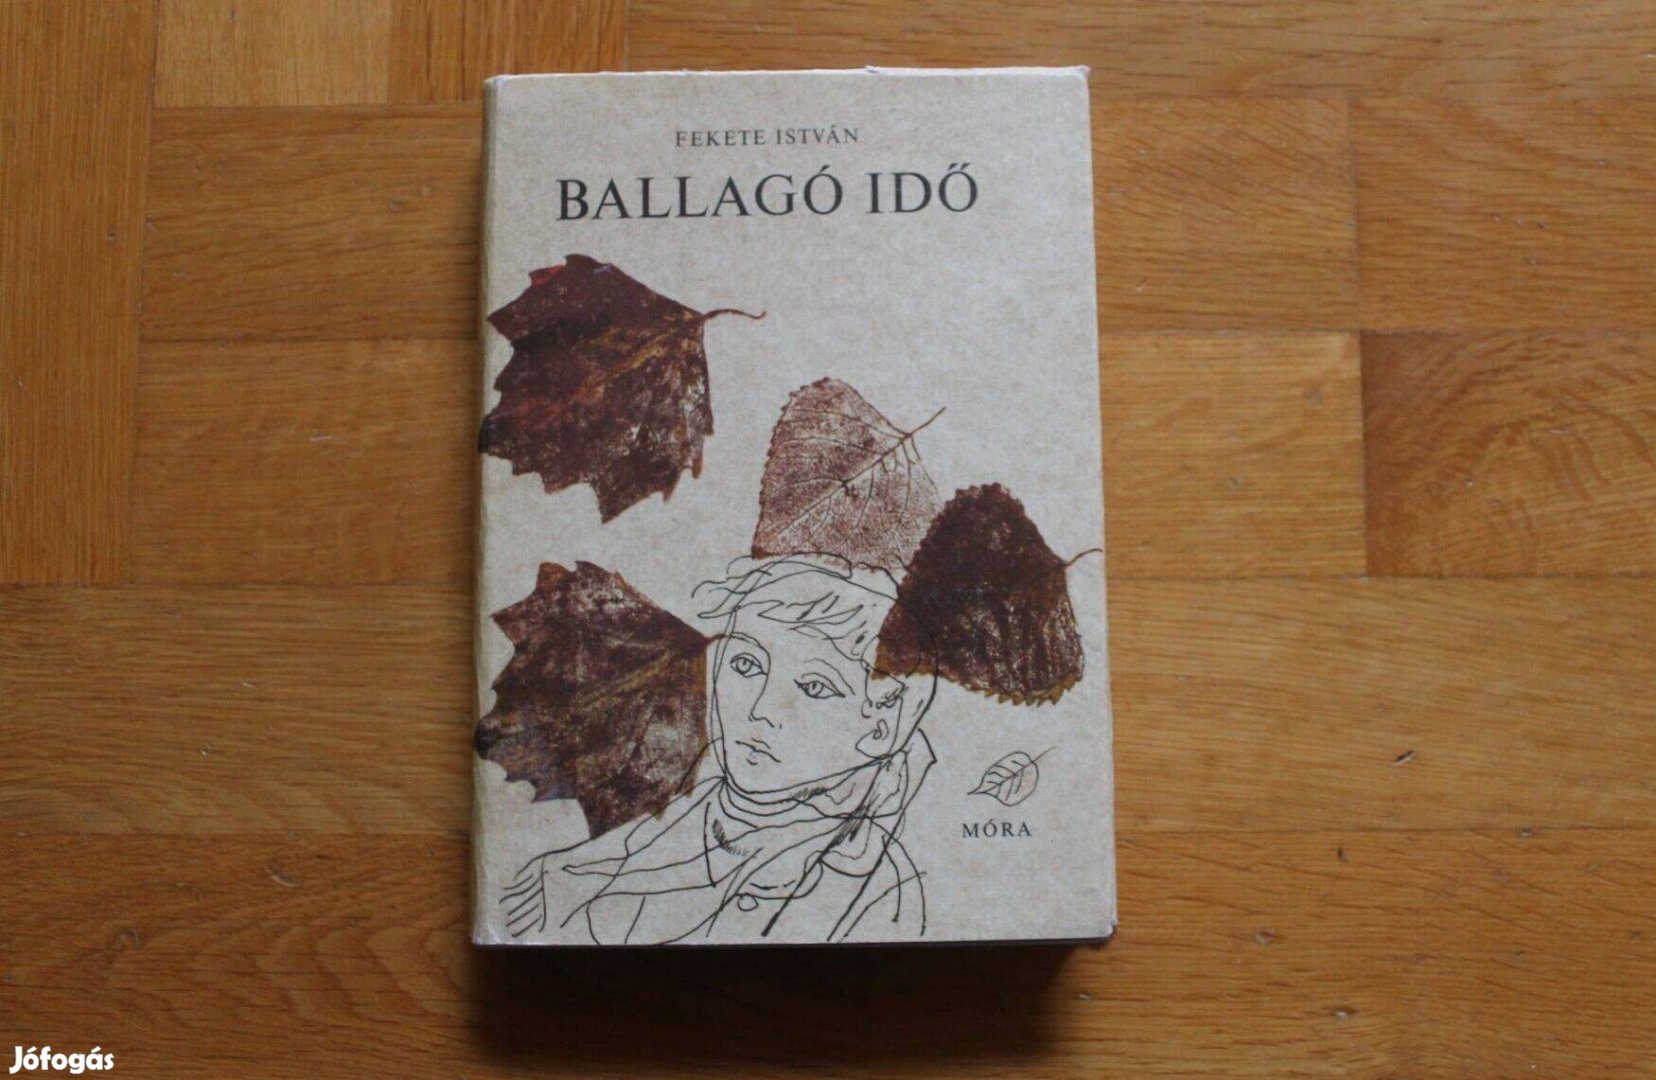 FEKETE ISTVÁN
BALLAGÓ IDŐ
MÓRA
Jófogás